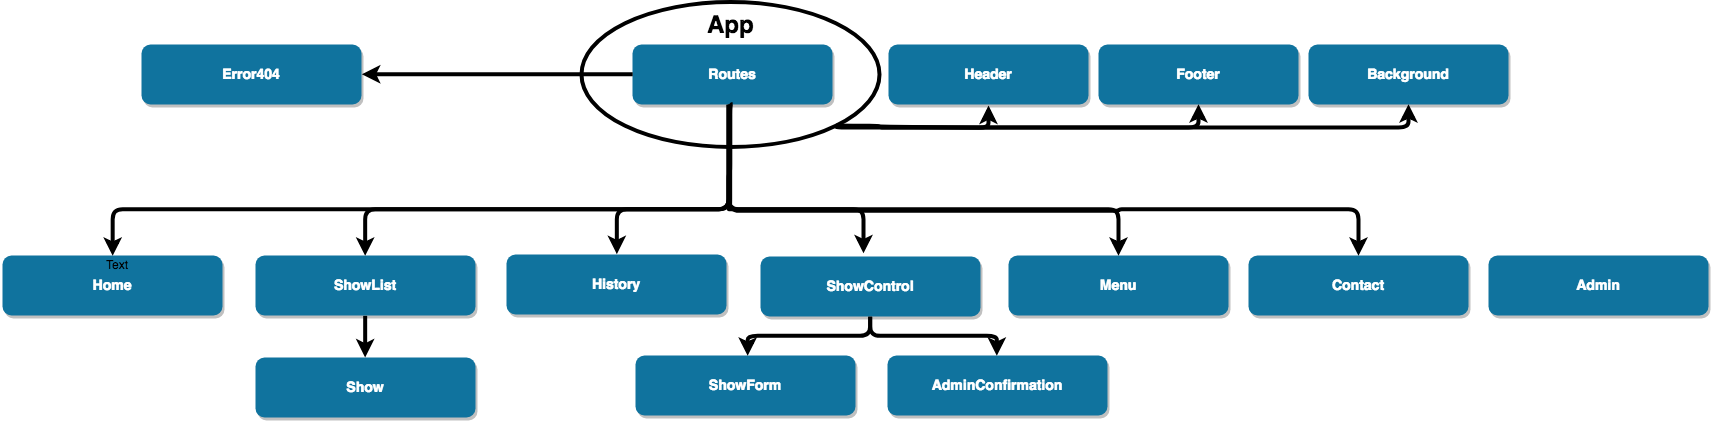 App
Error404
Routes
Header
Footer
Background
Text
Home
ShowList
History
ShowControl
Menu
Contact
Admin
Show
ShowForm
AdminConfirmation